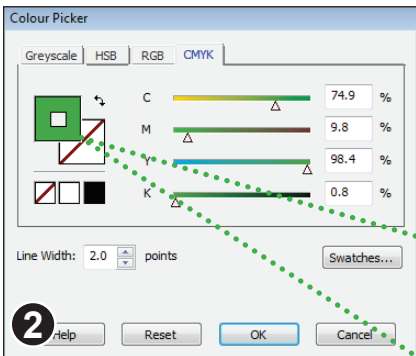 Colour Picker
Greyscale HSB RGB CMYK
C 74.9 %
M 9.8 %
Y 98.4 %
K 0.8 %
Line Width: 2.0 points Swatches...
2 Help Reset OK Cancel